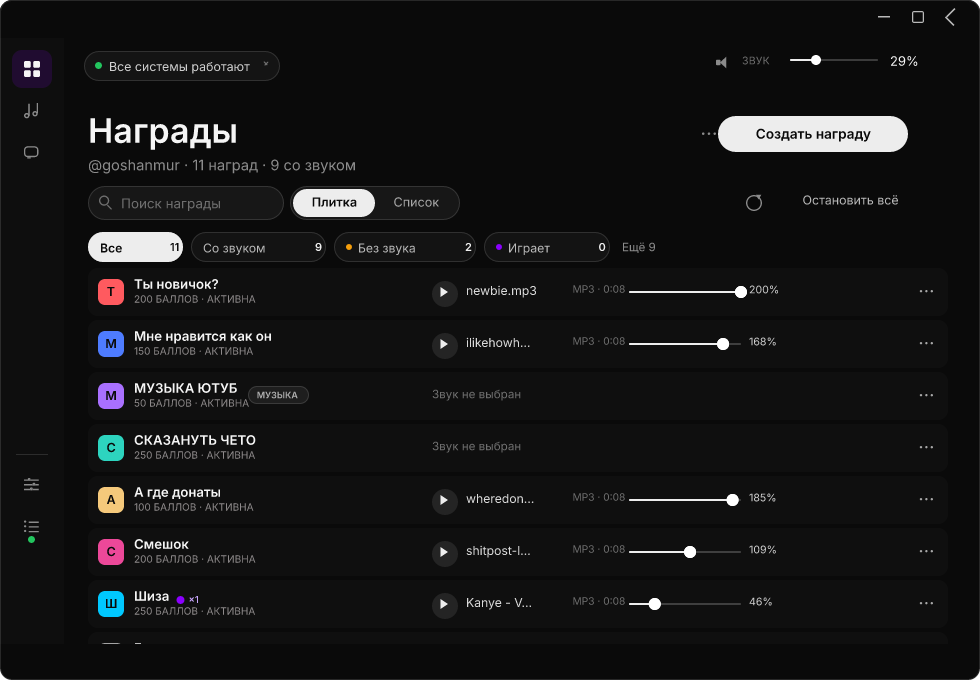 Все системы работают
ЗВУК 29%
Награды
Создать награду
@goshanmur · 11 наград · 9 со звуком
Поиск награды
Плитка Список
Остановить всё
Все 11 Со звуком 9 Без звука 2 Играет 0 Ещё 9
Т Ты новичок?
200 БАЛЛОВ · АКТИВНА
newbie.mp3 MP3 · 0:08 200%
М Мне нравится как он
150 БАЛЛОВ · АКТИВНА
ilikehowh... MP3 · 0:08 168%
М МУЗЫКА ЮТУБ МУЗЫКА
50 БАЛЛОВ · АКТИВНА
Звук не выбран
С СКАЗАНУТЬ ЧЕТО
250 БАЛЛОВ · АКТИВНА
Звук не выбран
А А где донаты
100 БАЛЛОВ · АКТИВНА
wheredon... MP3 · 0:08 185%
С Смешок
200 БАЛЛОВ · АКТИВНА
shitpost-l... MP3 · 0:08 109%
Ш Шиза ×1
250 БАЛЛОВ · АКТИВНА
Kanye - V... MP3 · 0:08 46%